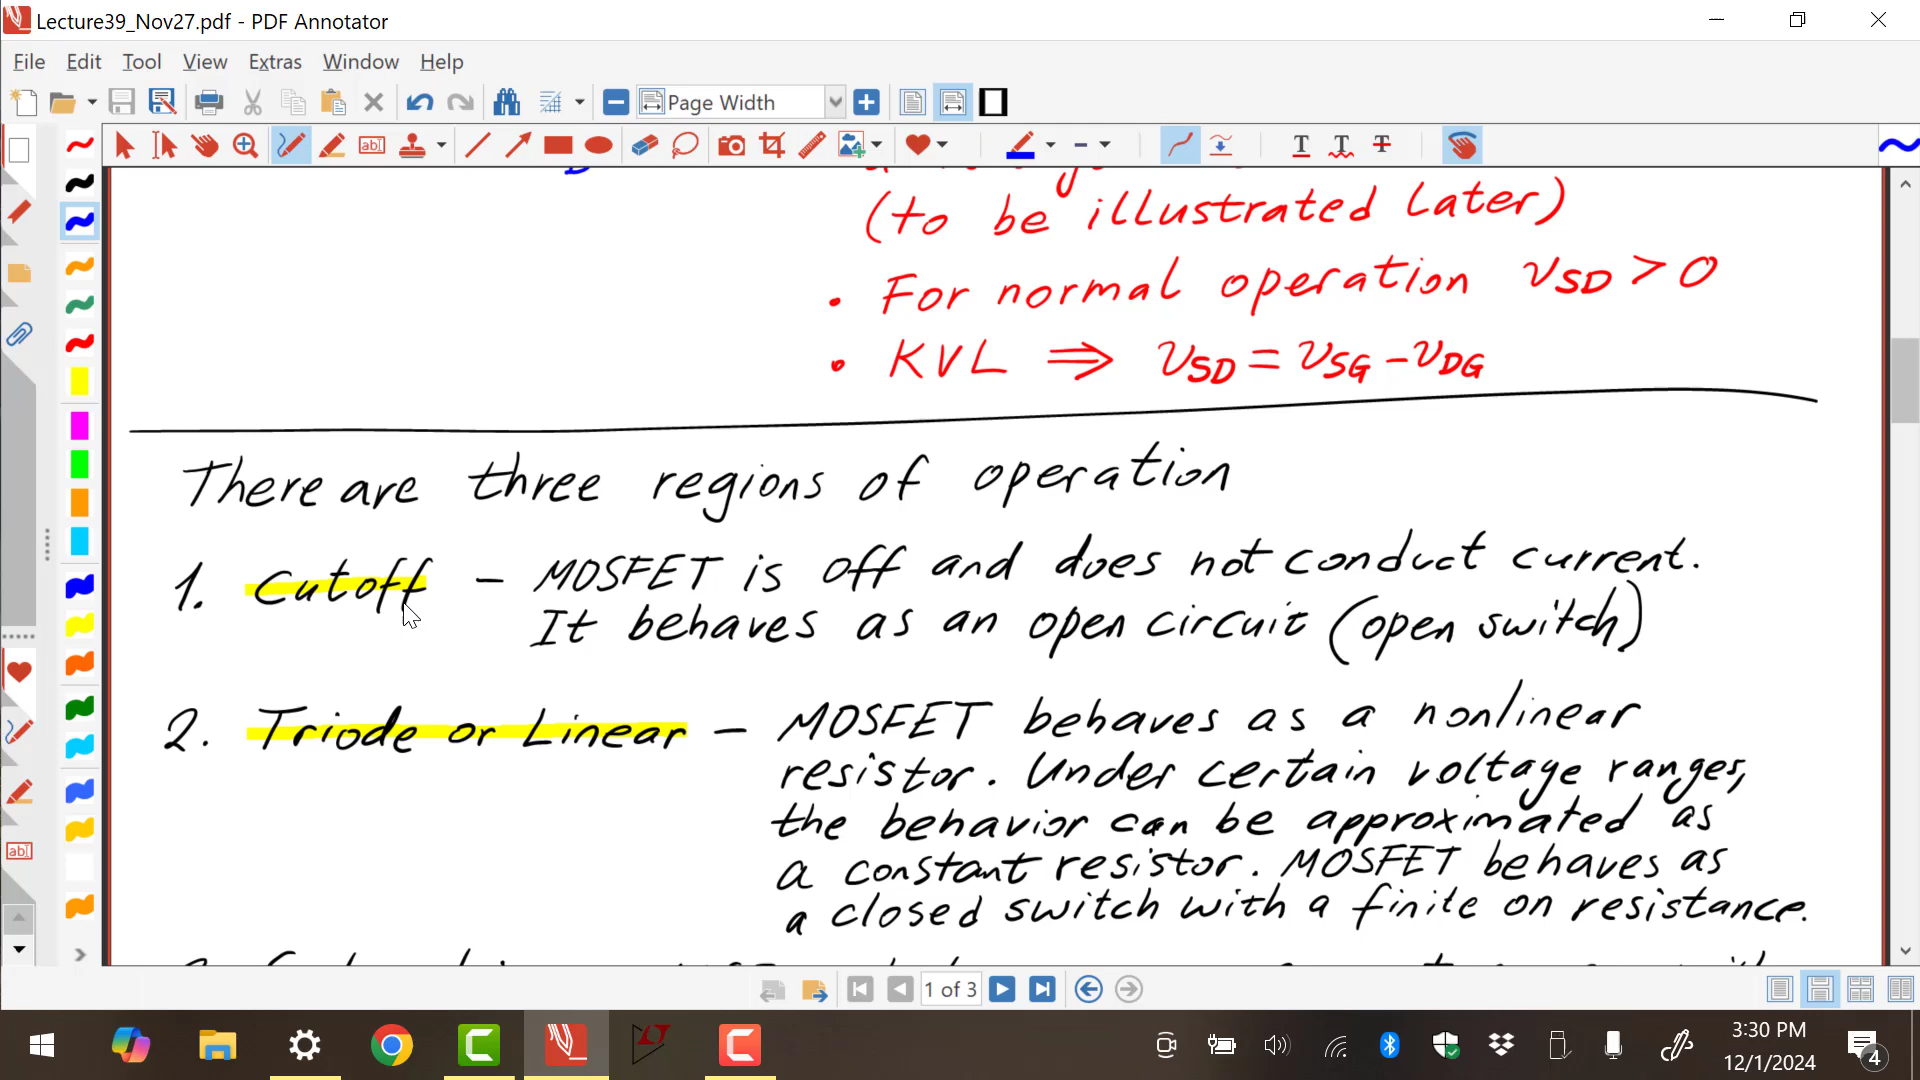 Lecture39_Nov27.pdf - PDF Annotator
File Edit Tool View Extras Window Help
Page Width
(to be illustrated later)
• For normal operation vSD > 0
• KVL ⇒ vSD = vSG - vDG
There are three regions of operation
1. Cutoff - MOSFET is off and does not conduct current.
It behaves as an open circuit (open switch)
2. Triode or Linear - MOSFET behaves as a nonlinear
resistor. Under certain voltage ranges,
the behavior can be approximated as
a constant resistor. MOSFET behaves as
a closed switch with a finite on resistance.
1 of 3
3:30 PM
12/1/2024
4